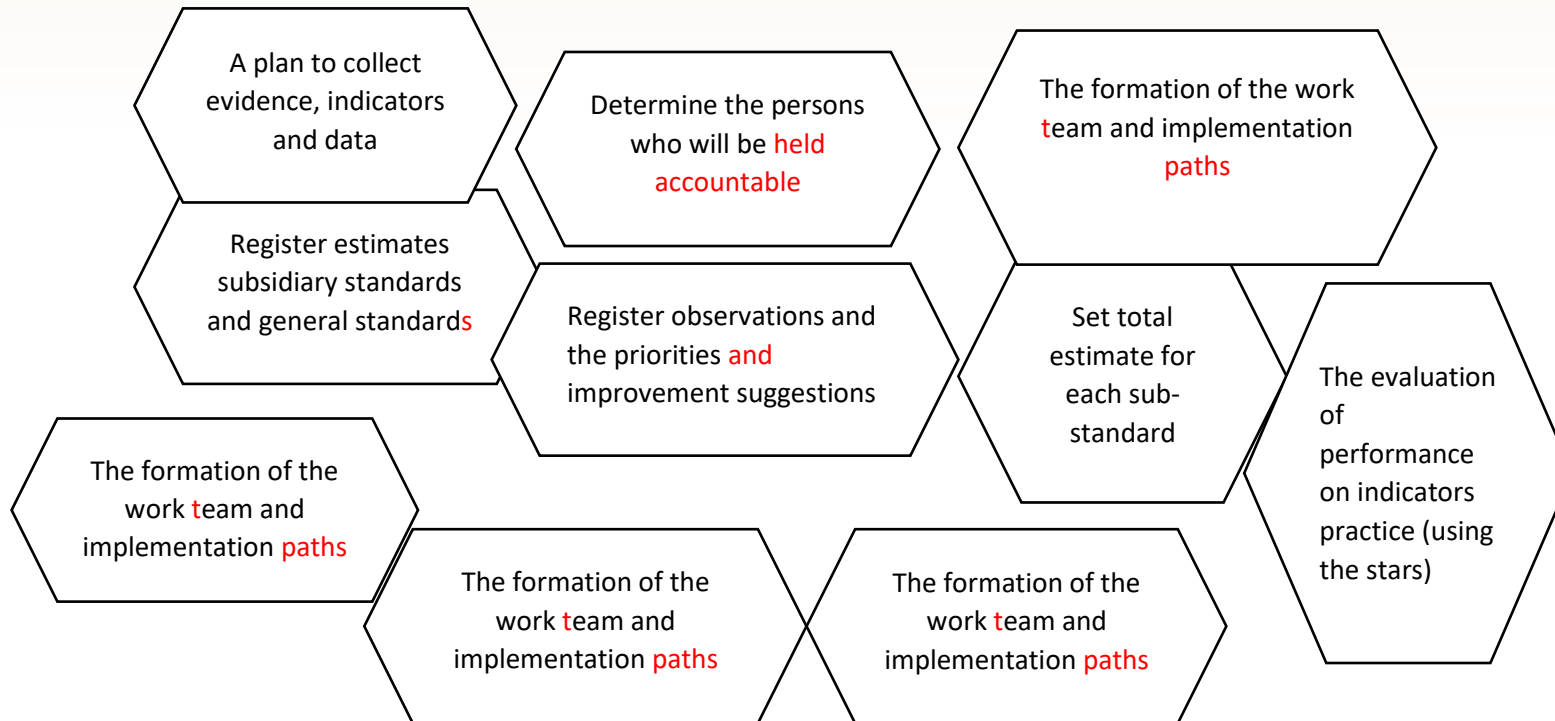 A plan to collect
evidence, indicators
and data
Determine the persons
who will be held
accountable
The formation of the work
team and implementation
paths
Register estimates
subsidiary standards
and general standards
Register observations and
the priorities and
improvement suggestions
Set total
estimate for
each sub-
standard
The evaluation
of
performance
on indicators
practice (using
the stars)
The formation of the
work team and
implementation paths
The formation of the
work team and
implementation paths
The formation of the
work team and
implementation paths